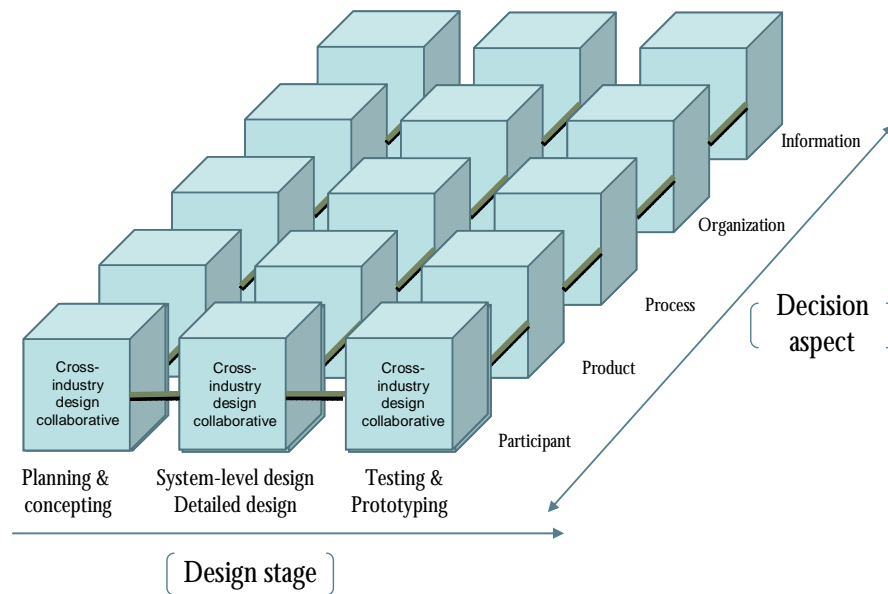 Information
Organization
Process
Decision
aspect
Product
Participant
Cross-
industry
design
collaborative
Cross-
industry
design
collaborative
Cross-
industry
design
collaborative
Planning &
concepting
System-level design
Detailed design
Testing &
Prototyping
Design stage